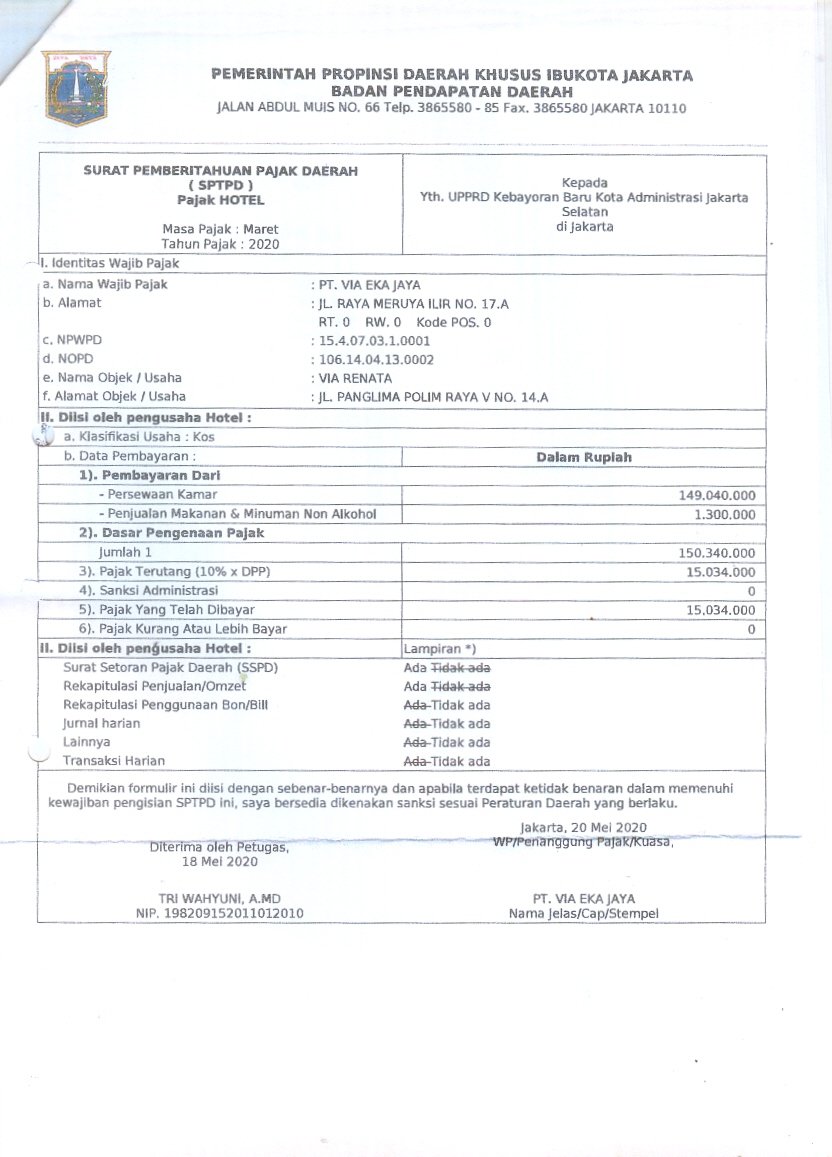 JAYA RAYA
PEMERINTAH PROPINSI DAERAH KHUSUS IBUKOTA JAKARTA
BADAN PENDAPATAN DAERAH
JALAN ABDUL MUIS NO. 66 Telp. 3865580 - 85 Fax. 3865580 JAKARTA 10110
SURAT PEMBERITAHUAN PAJAK DAERAH
( SPTPD )
Pajak HOTEL
Masa Pajak : Maret
Tahun Pajak : 2020
Kepada
Yth. UPPRD Kebayoran Baru Kota Administrasi Jakarta
Selatan
di Jakarta
I. Identitas Wajib Pajak
a. Nama Wajib Pajak : PT. VIA EKA JAYA
b. Alamat : JL. RAYA MERUYA ILIR NO. 17.A
RT. 0 RW. 0 Kode POS. 0
c. NPWPD : 15.4.07.03.1.0001
d. NOPD : 106.14.04.13.0002
e. Nama Objek / Usaha : VIA RENATA
f. Alamat Objek / Usaha : JL. PANGLIMA POLIM RAYA V NO. 14.A
II. Diisi oleh pengusaha Hotel :
a. Klasifikasi Usaha : Kos
b. Data Pembayaran : Dalam Rupiah
1). Pembayaran Dari
- Persewaan Kamar 149.040.000
- Penjualan Makanan & Minuman Non Alkohol 1.300.000
2). Dasar Pengenaan Pajak
Jumlah 1 150.340.000
3). Pajak Terutang (10% x DPP) 15.034.000
4). Sanksi Administrasi 0
5). Pajak Yang Telah Dibayar 15.034.000
6). Pajak Kurang Atau Lebih Bayar 0
II. Diisi oleh pengusaha Hotel : Lampiran *)
Surat Setoran Pajak Daerah (SSPD) Ada Tidak ada
Rekapitulasi Penjualan/Omzet Ada Tidak ada
Rekapitulasi Penggunaan Bon/Bill Ada Tidak ada
Jurnal harian Ada Tidak ada
Lainnya Ada Tidak ada
Transaksi Harian Ada Tidak ada
Demikian formulir ini diisi dengan sebenar-benarnya dan apabila terdapat ketidak benaran dalam memenuhi
kewajiban pengisian SPTPD ini, saya bersedia dikenakan sanksi sesuai Peraturan Daerah yang berlaku.
Jakarta, 20 Mei 2020
WP/Penanggung Pajak/Kuasa,
Diterima oleh Petugas,
18 Mei 2020
TRI WAHYUNI, A.MD
NIP. 198209152011012010
PT. VIA EKA JAYA
Nama Jelas/Cap/Stempel